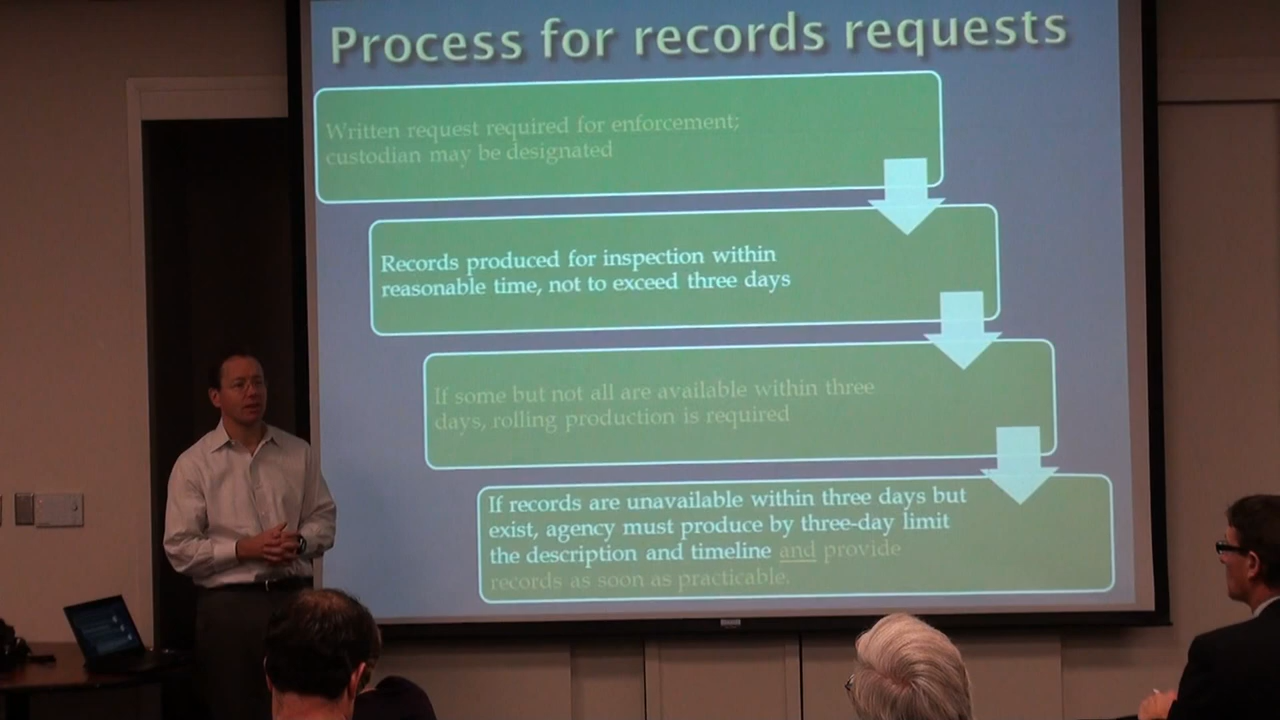 Process for records requests
Written request required for enforcement;
custodian may be designated
Records produced for inspection within
reasonable time, not to exceed three days
If some but not all are available within three
days, rolling production is required
If records are unavailable within three days but
exist, agency must produce by three-day limit
the description and timeline and provide
records as soon as practicable.